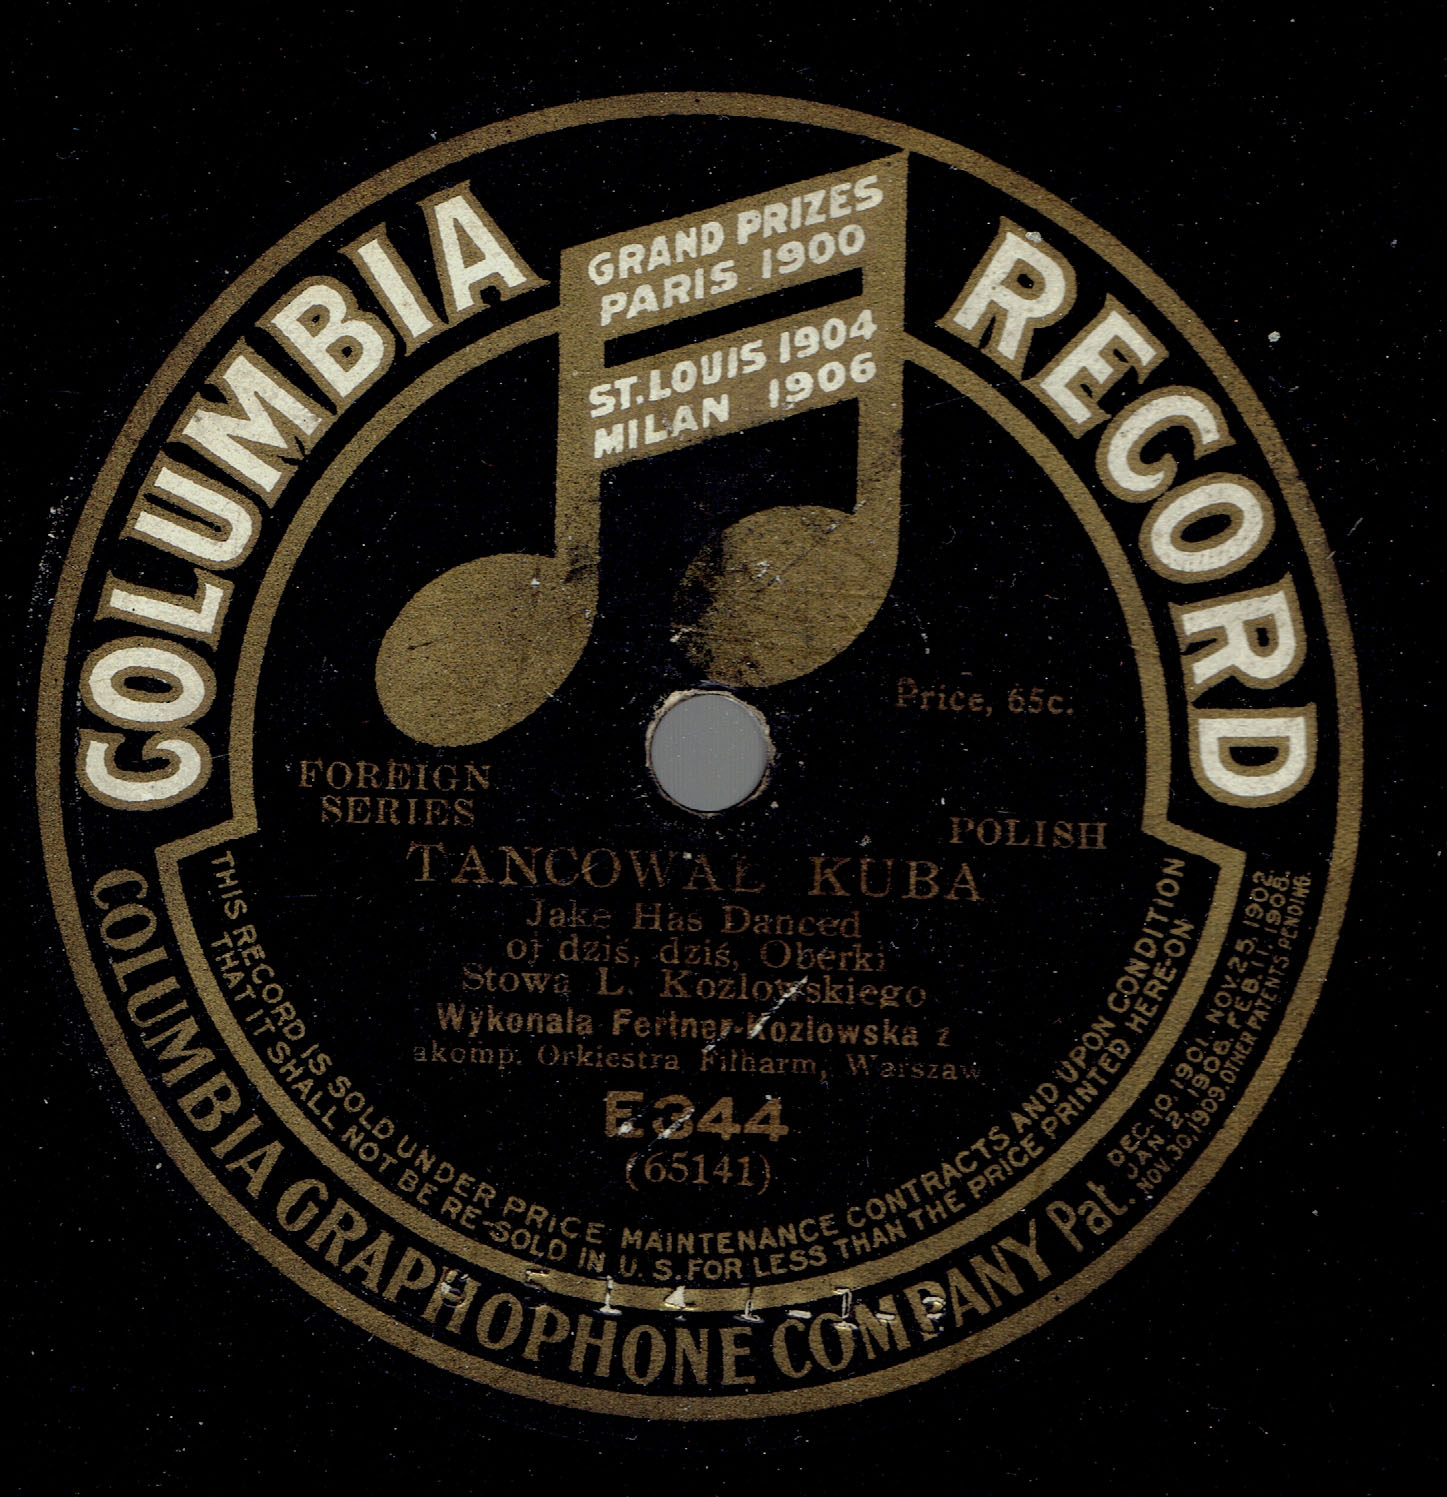 COLUMBIA RECORD
GRAND PRIZES
PARIS 1900
ST. LOUIS 1904
MILAN 1906
Price, 65c.
FOREIGN
SERIES
POLISH
TANCOWAŁ KUBA
Jake Has Danced
oj dziś, dziś, Oberki
Stowa L. Kozlowskiego
Wykonala Fertner-Kozlowska z
akomp. Orkiestra Filharm, Warszaw
E344
(65141)
THIS RECORD IS SOLD UNDER PRICE MAINTENANCE CONTRACTS AND UPON CONDITION
THAT IT SHALL NOT BE RE-SOLD IN U.S. FOR LESS THAN THE PRICE PRINTED HERE-ON
COLUMBIA GRAPHOPHONE COMPANY Pat.
DEC. 10, 1901. NOV. 25, 1902.
JAN. 2, 1906. FEB. 11, 1908.
NOV. 30, 1909. OTHER PATENTS PENDING.